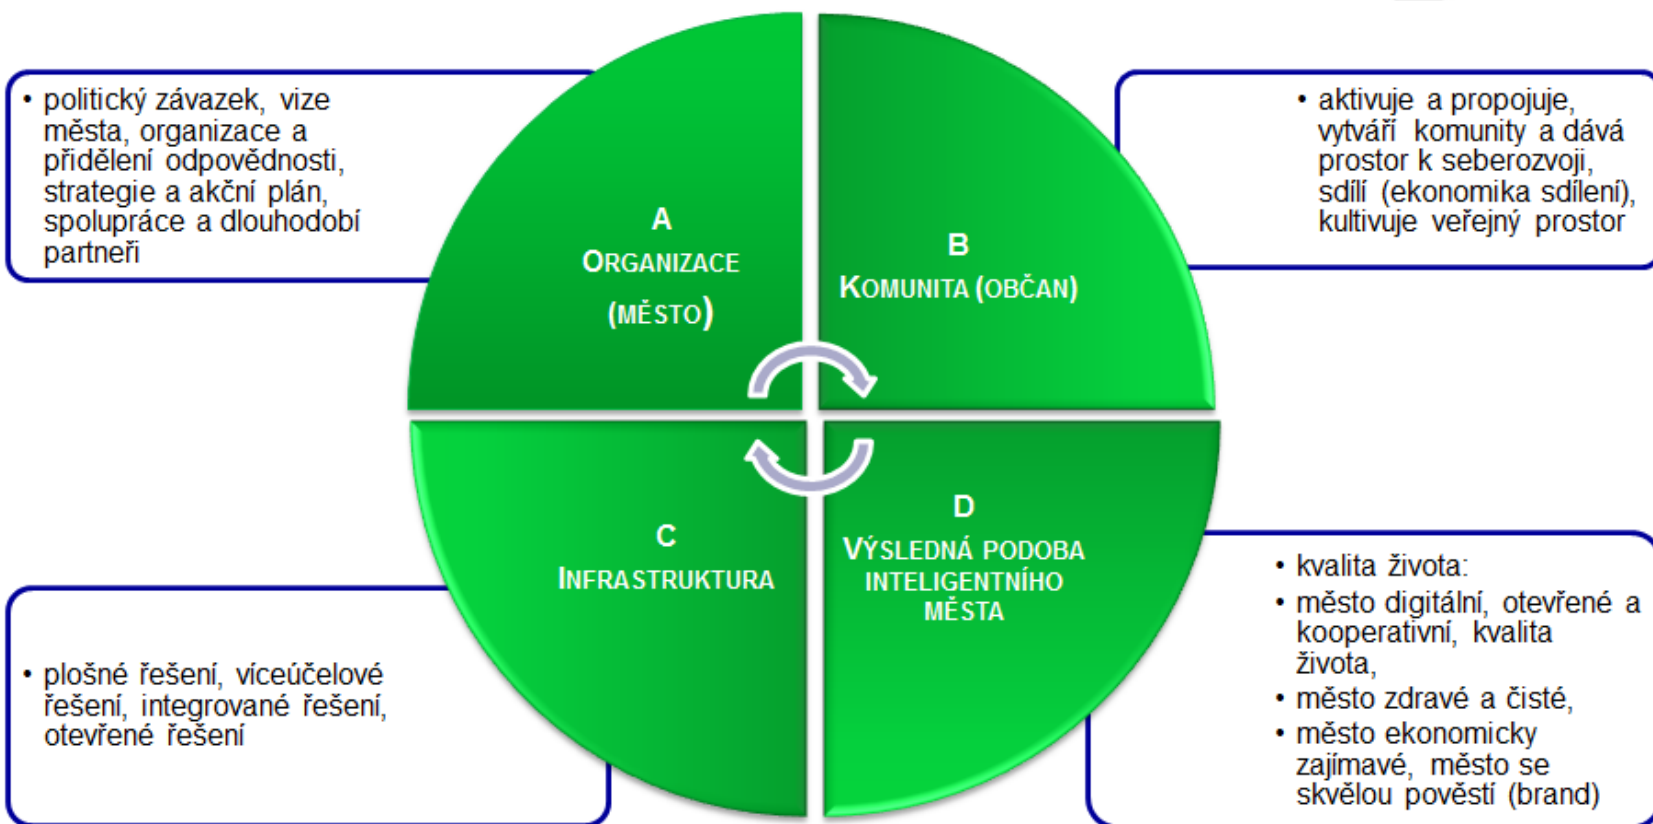 • politický závazek, vize
města, organizace a
přidělení odpovědnosti,
strategie a akční plán,
spolupráce a dlouhodobí
partneři
A
ORGANIZACE
(MĚSTO)
B
KOMUNITA (OBČAN)
• aktivuje a propojuje,
vytváří komunity a dává
prostor k seberozvoji,
sdílí (ekonomika sdílení),
kultivuje veřejný prostor
C
INFRASTRUKTURA
• plošné řešení, víceúčelové
řešení, integrované řešení,
otevřené řešení
D
VÝSLEDNÁ PODOBA
INTELIGENTNÍHO
MĚSTA
• kvalita života:
• město digitální, otevřené a
kooperativní, kvalita
života,
• město zdravé a čisté,
• město ekonomicky
zajímavé, město se
skvělou pověstí (brand)